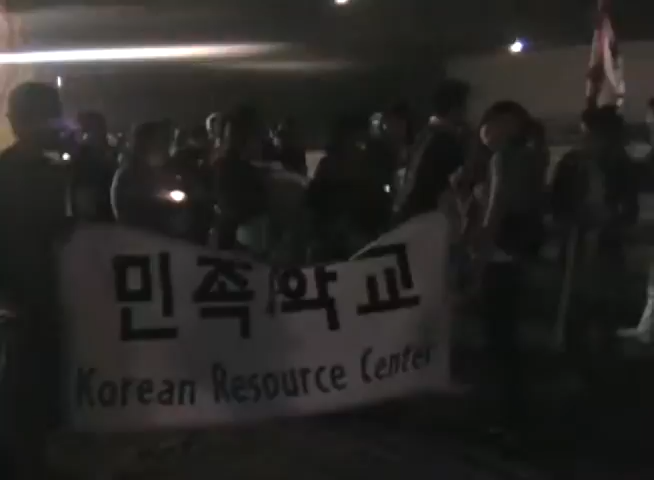 민족학교
Korean Resource Center